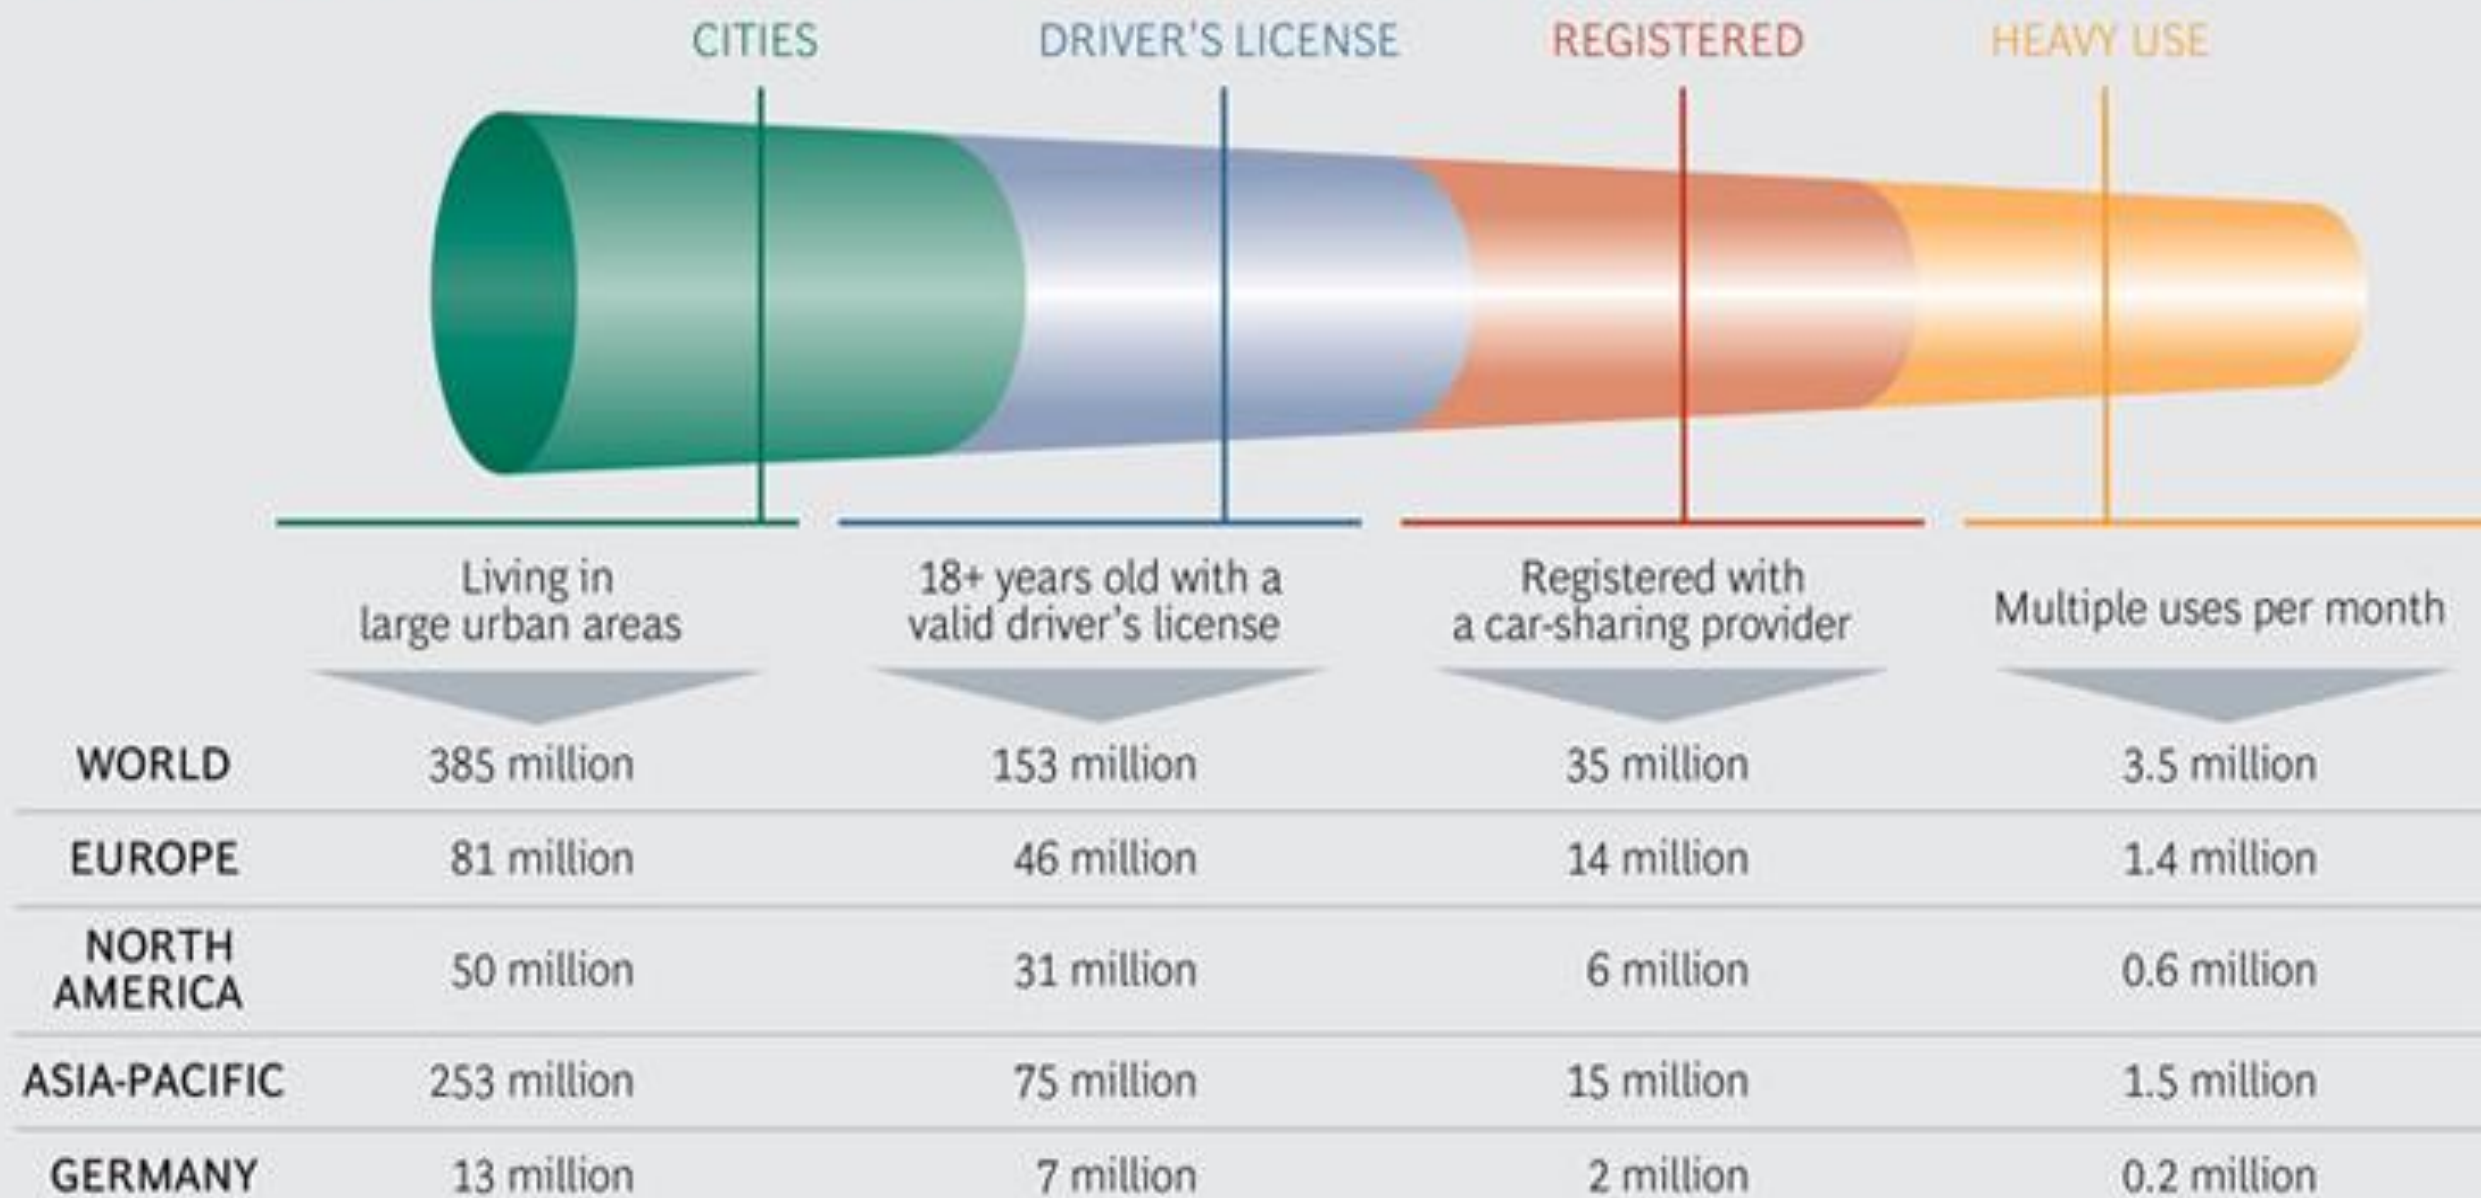 CITIES DRIVER'S LICENSE REGISTERED HEAVY USE
Living in
large urban areas
18+ years old with a
valid driver's license
Registered with
a car-sharing provider
Multiple uses per month
WORLD 385 million 153 million 35 million 3.5 million
EUROPE 81 million 46 million 14 million 1.4 million
NORTH
AMERICA 50 million 31 million 6 million 0.6 million
ASIA-PACIFIC 253 million 75 million 15 million 1.5 million
GERMANY 13 million 7 million 2 million 0.2 million